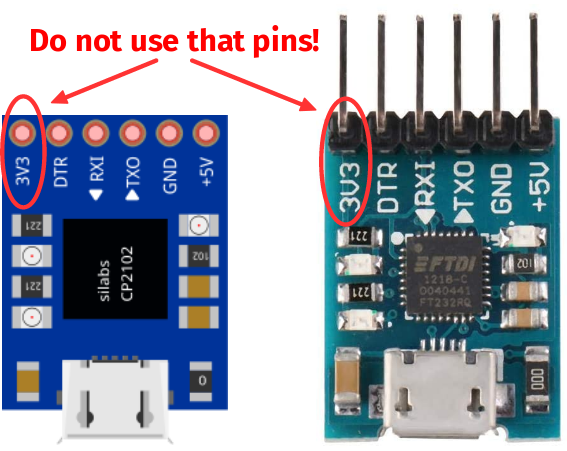 Do not use that pins!
3V3
DTR
RXI
TXO
GND
+5V
221
221
102
silabs
CP2102
0
3V3
DTR
RXI
TXO
GND
+5V
221
221
102
FTDI
1218-C
0040441
FT232RQ
000